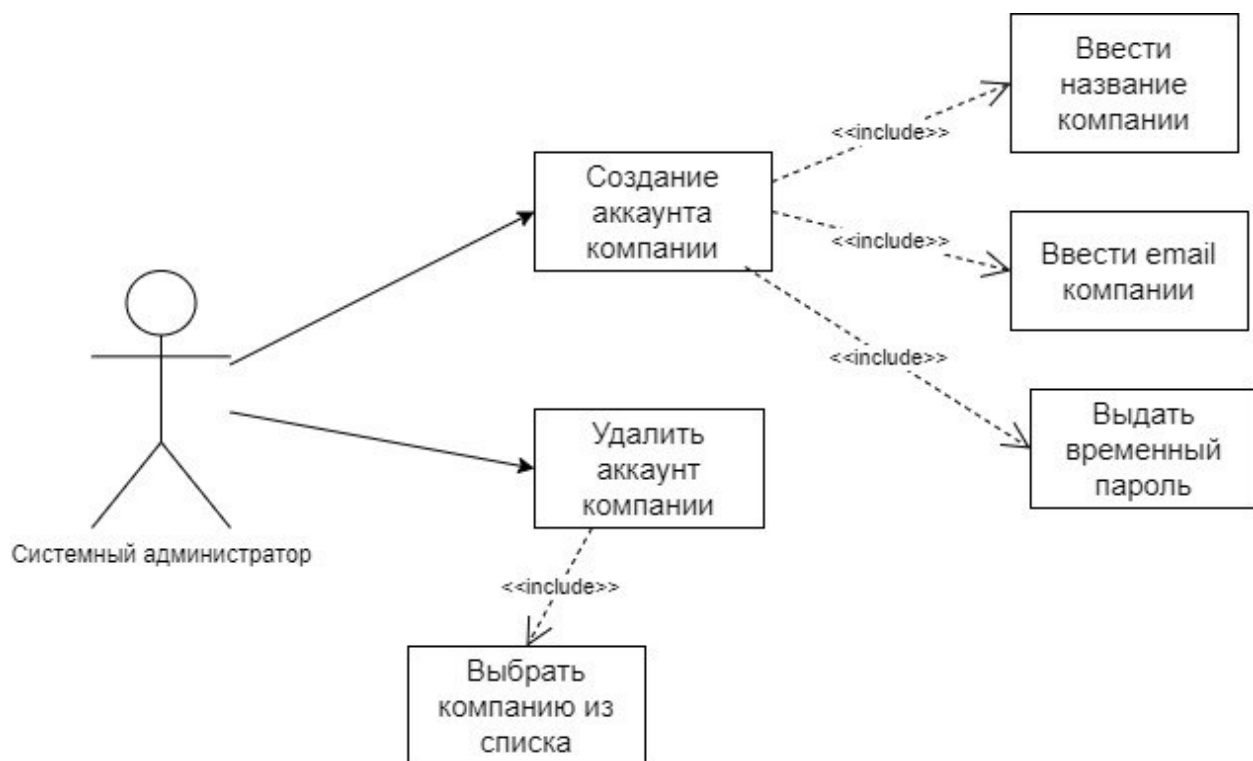 Ввести
название
компании
<<include>>
Создание
аккаунта
компании
<<include>>
Ввести email
компании
<<include>>
Выдать
временный
пароль
Системный администратор
Удалить
аккаунт
компании
<<include>>
Выбрать
компанию из
списка